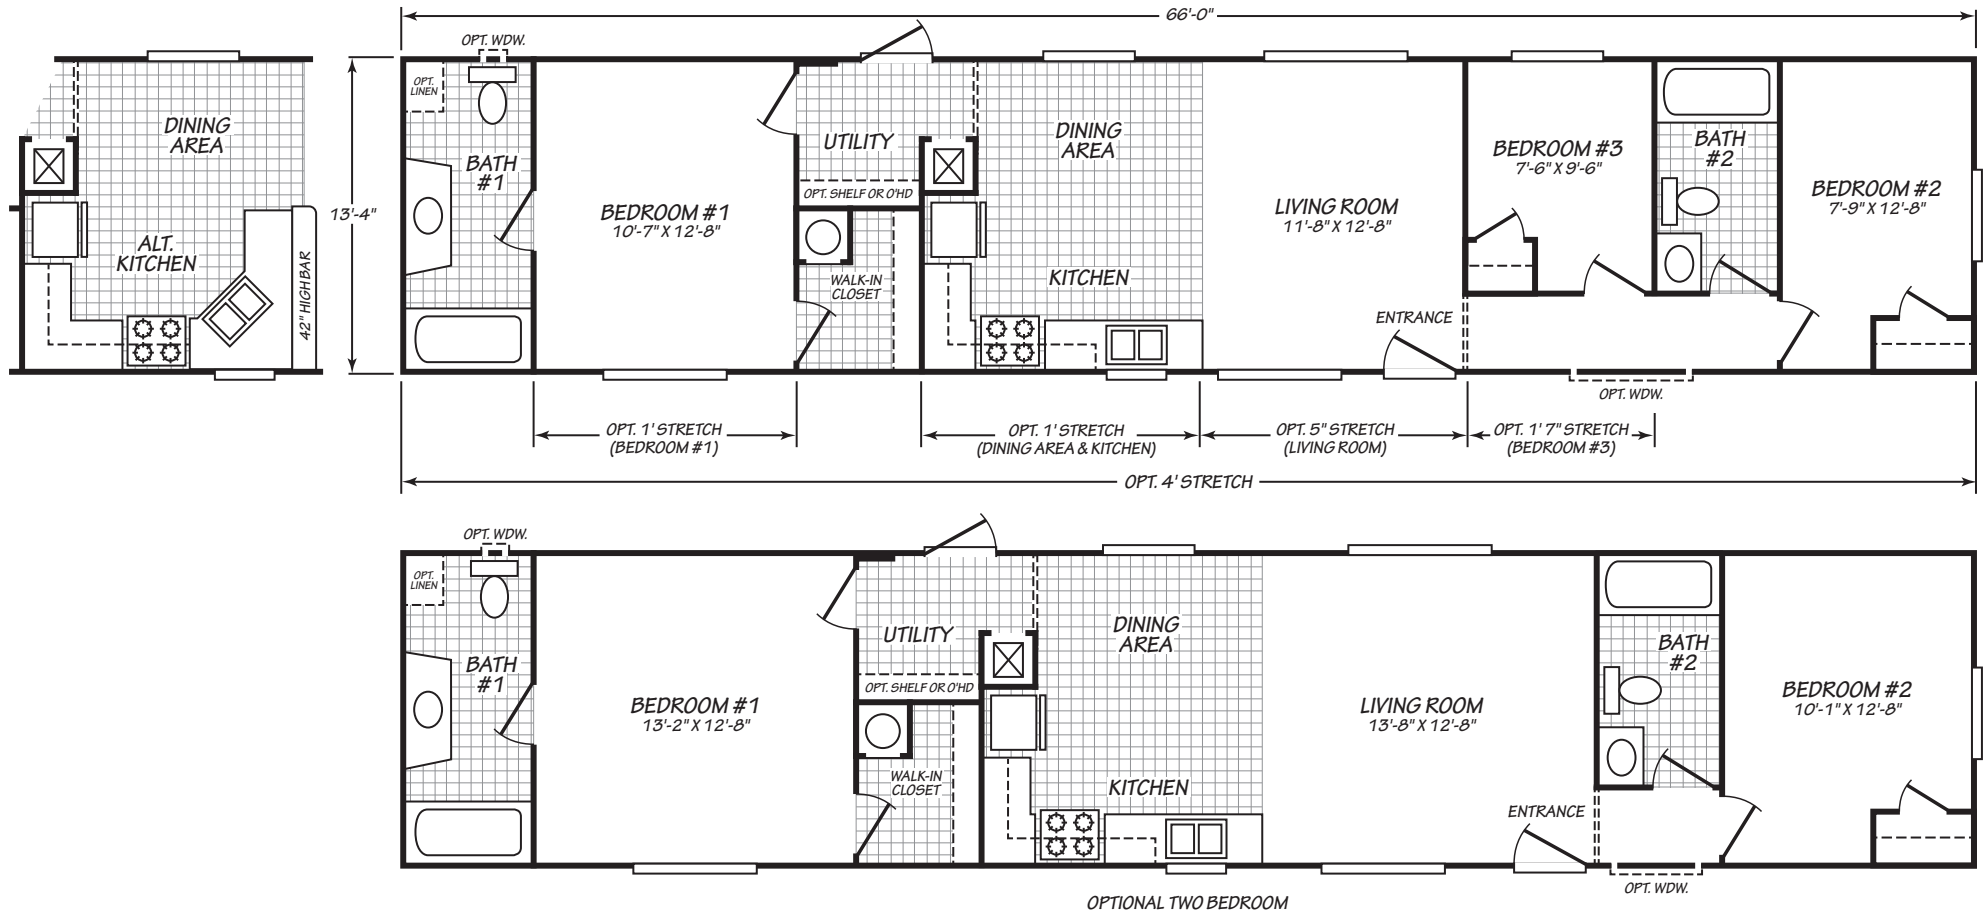 66'-0"
OPT. WDW.
OPT.
LINEN
BATH
#1
BEDROOM #1
10'-7" X 12'-8"
UTILITY
OPT. SHELF OR O'HD
WALK-IN
CLOSET
DINING
AREA
KITCHEN
LIVING ROOM
11'-8" X 12'-8"
ENTRANCE
BEDROOM #3
7'-6" X 9'-6"
BATH
#2
BEDROOM #2
7'-9" X 12'-8"
OPT. WDW.
DINING
AREA
ALT.
KITCHEN
42" HIGH BAR
13'-4"
OPT. 1' STRETCH
(BEDROOM #1)
OPT. 1' STRETCH
(DINING AREA & KITCHEN)
OPT. 5" STRETCH
(LIVING ROOM)
OPT. 1' 7" STRETCH
(BEDROOM #3)
OPT. 4' STRETCH
OPT. WDW.
OPT.
LINEN
BATH
#1
BEDROOM #1
13'-2" X 12'-8"
UTILITY
OPT. SHELF OR O'HD
WALK-IN
CLOSET
DINING
AREA
KITCHEN
LIVING ROOM
13'-8" X 12'-8"
ENTRANCE
BATH
#2
BEDROOM #2
10'-1" X 12'-8"
OPT. WDW.
OPTIONAL TWO BEDROOM